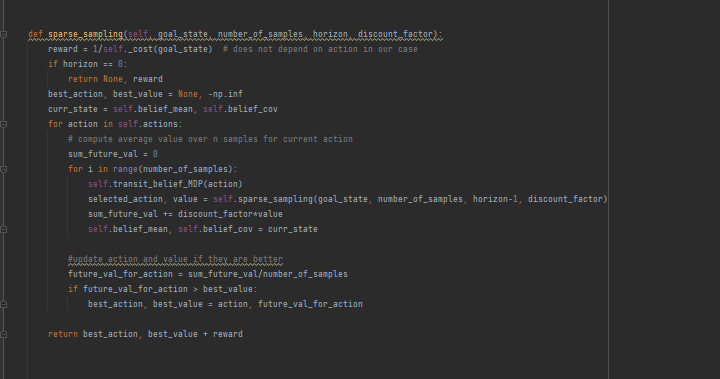 def sparse_sampling(self, goal_state, number_of_samples, horizon, discount_factor):
    reward = 1/self._cost(goal_state)  # does not depend on action in our case
    if horizon == 0:
        return None, reward
    best_action, best_value = None, -np.inf
    curr_state = self.belief_mean, self.belief_cov
    for action in self.actions:
        # compute average value over n samples for current action
        sum_future_val = 0
        for i in range(number_of_samples):
            self.transit_belief_MDP(action)
            selected_action, value = self.sparse_sampling(goal_state, number_of_samples, horizon-1, discount_factor)
            sum_future_val += discount_factor*value
            self.belief_mean, self.belief_cov = curr_state
        #update action and value if they are better
        future_val_for_action = sum_future_val/number_of_samples
        if future_val_for_action > best_value:
            best_action, best_value = action, future_val_for_action
    return best_action, best_value + reward